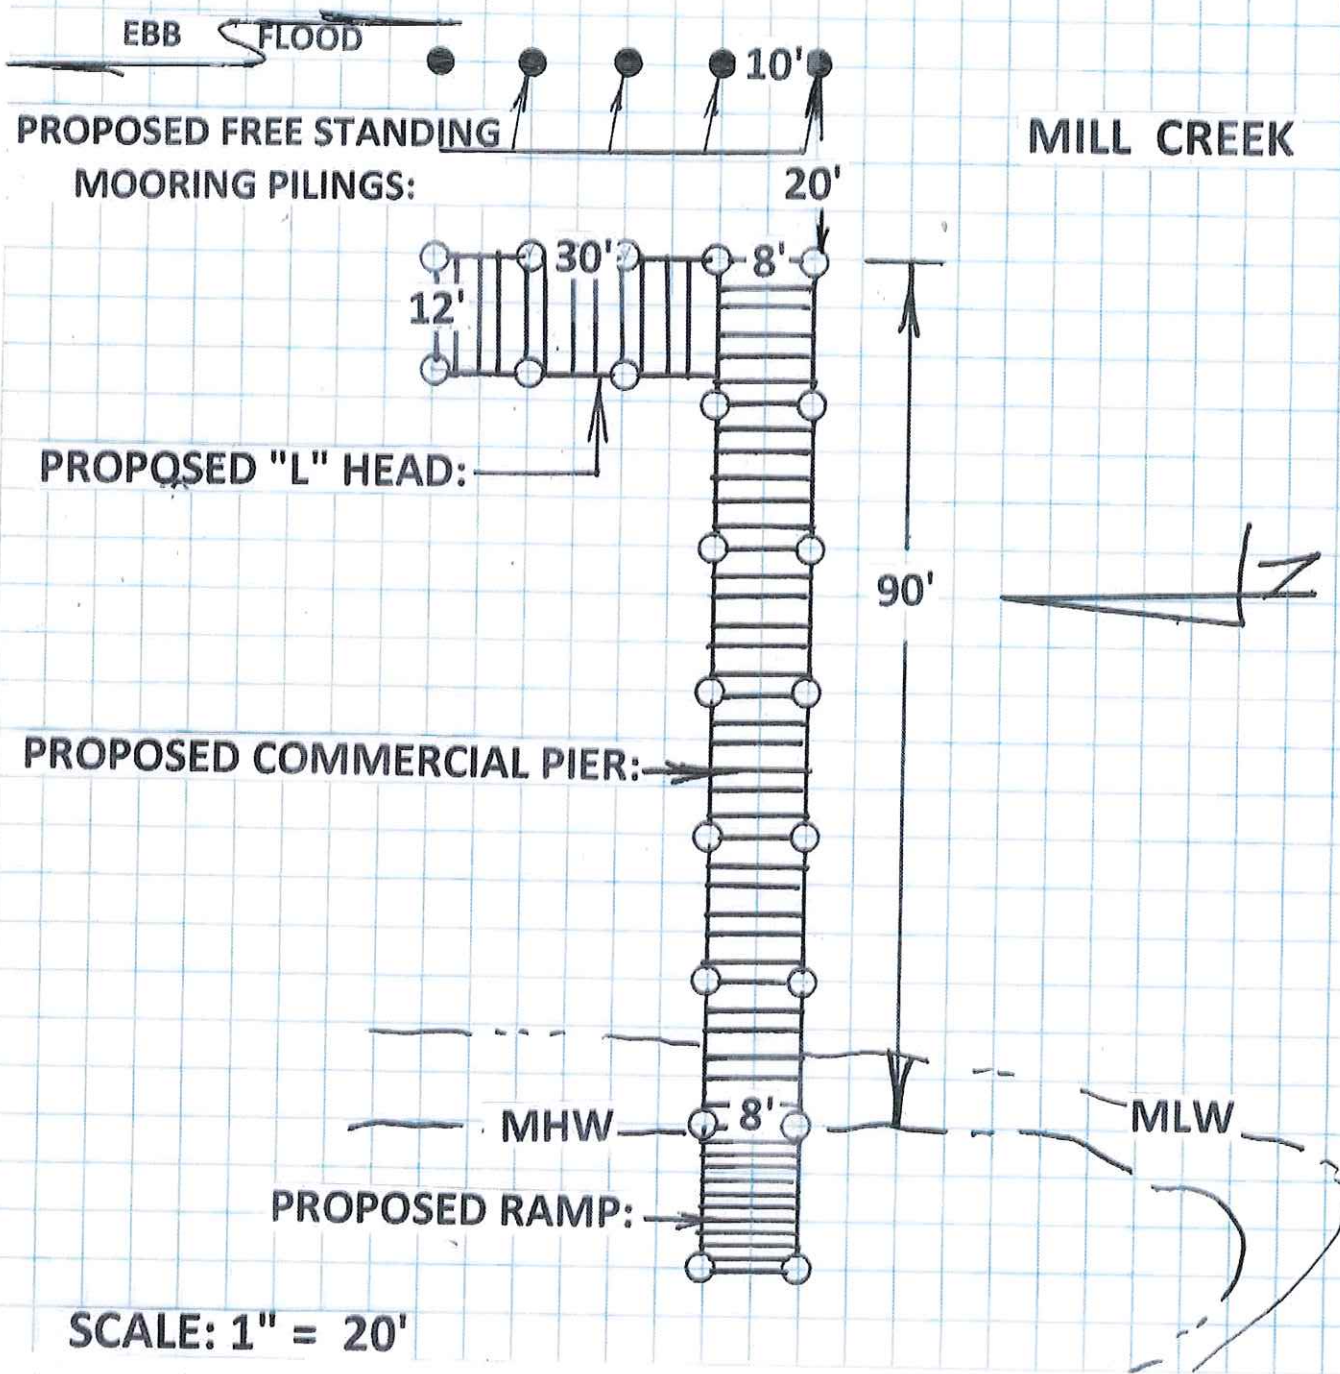 EBB FLOOD
10'
PROPOSED FREE STANDING
MOORING PILINGS:
MILL CREEK
20'
30'
8'
12'
PROPOSED "L" HEAD:
90'
N
PROPOSED COMMERCIAL PIER:
MHW
8'
MLW
PROPOSED RAMP:
SCALE: 1" = 20'